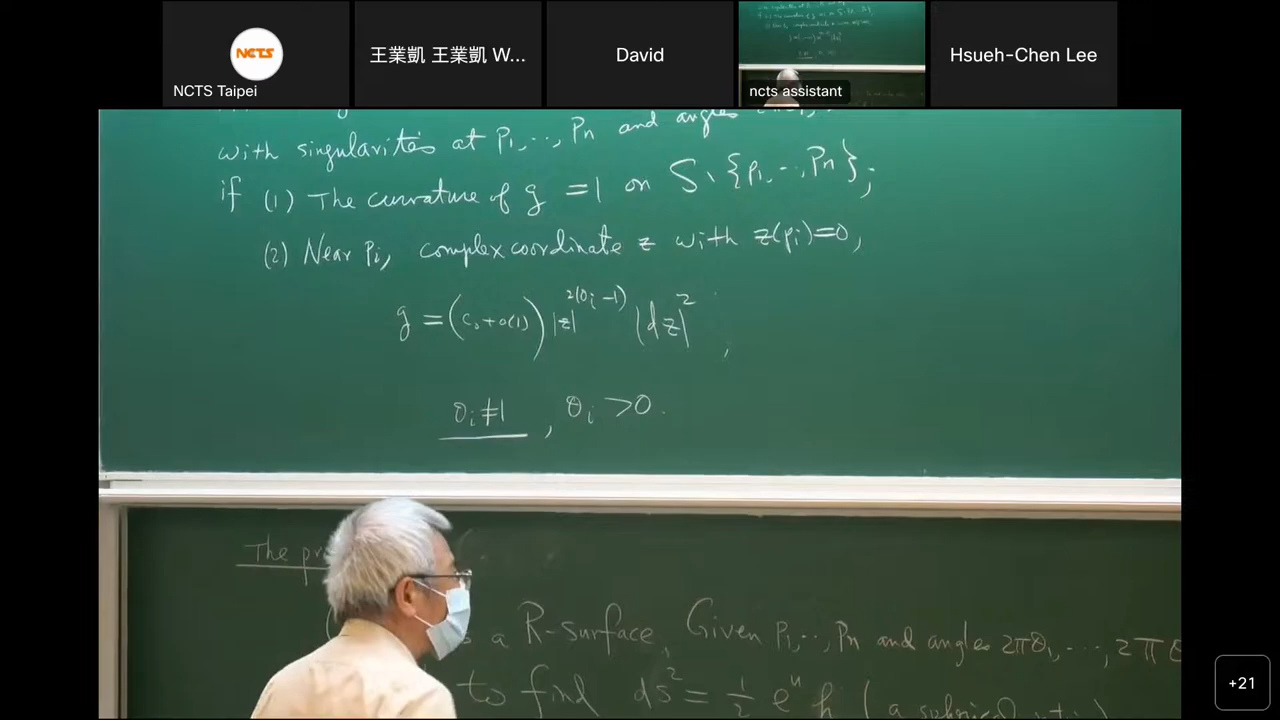 NCTS
NCTS Taipei
王業凱 王業凱 W...
David
ncts assistant
Hsueh-Chen Lee
with singularites at P1, ..., Pn and angles
if (1) The curvature of g = 1 on S \ {p1, ..., Pn};
(2) Near Pi, complex coordinate z with z(pi)=0,
g = (c0 + o(1)) |z|^{2(θi -1)} |dz|^2,
θi ≠ 1, θi > 0.
The
a R-surface. Given P1, ..., Pn and angles 2πθ1, ..., 2π
to find ds^2 = 1/2 e^u h (a
+21